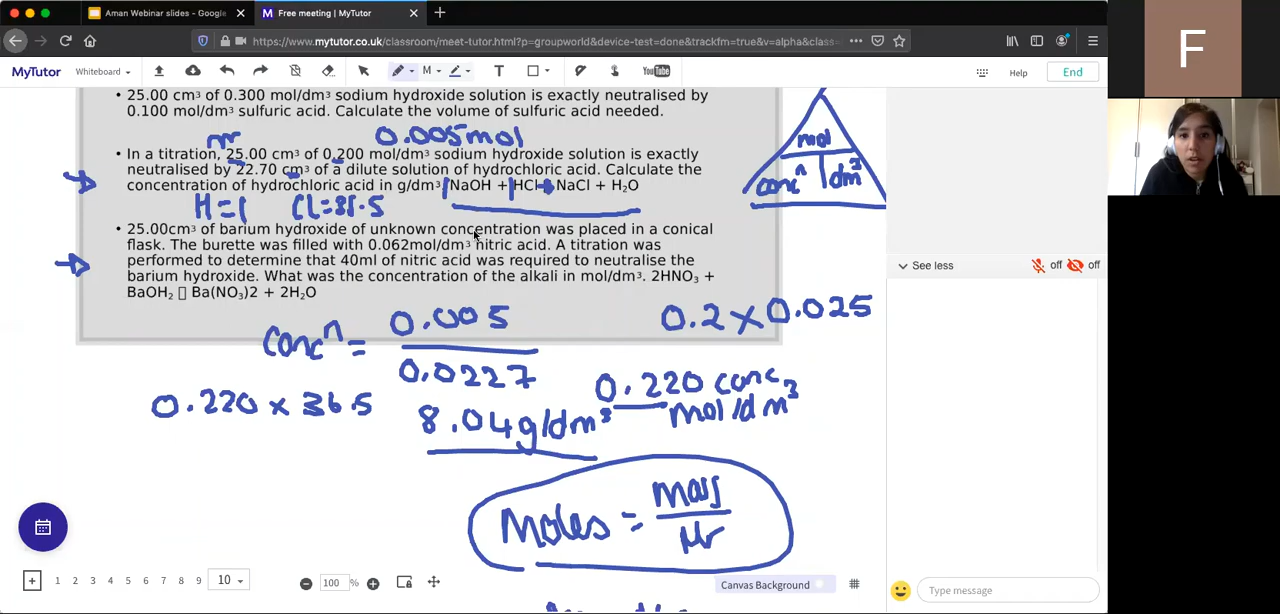 Aman Webinar slides - Google
Free meeting | MyTutor
https://www.mytutor.co.uk/classroom/meet-tutor.html?p=groupworld&device-test=done&trackfm=true&v=alpha&class=
MyTutor
Whiteboard
M
T
YouTube
Help
End
• 25.00 cm³ of 0.300 mol/dm³ sodium hydroxide solution is exactly neutralised by
0.100 mol/dm³ sulfuric acid. Calculate the volume of sulfuric acid needed.
mr
0.005mol
• In a titration, 25.00 cm³ of 0.200 mol/dm³ sodium hydroxide solution is exactly
neutralised by 22.70 cm³ of a dilute solution of hydrochloric acid. Calculate the
concentration of hydrochloric acid in g/dm³ NaOH + HCl → NaCl + H₂O
H=1 Cl=35.5
mol
concⁿ dm³
• 25.00cm³ of barium hydroxide of unknown concentration was placed in a conical
flask. The burette was filled with 0.062mol/dm³ nitric acid. A titration was
performed to determine that 40ml of nitric acid was required to neutralise the
barium hydroxide. What was the concentration of the alkali in mol/dm³. 2HNO₃ +
BaOH₂ ▯ Ba(NO₃)2 + 2H₂O
concⁿ = 0.005
0.0227
0.2 x 0.025
0.220 x 36.5
0.220 conc
mol/dm³
8.04g/dm³
Moles = mass
Mr
F
See less
off
off
1 2 3 4 5 6 7 8 9 10
100 %
Canvas Background
Type message